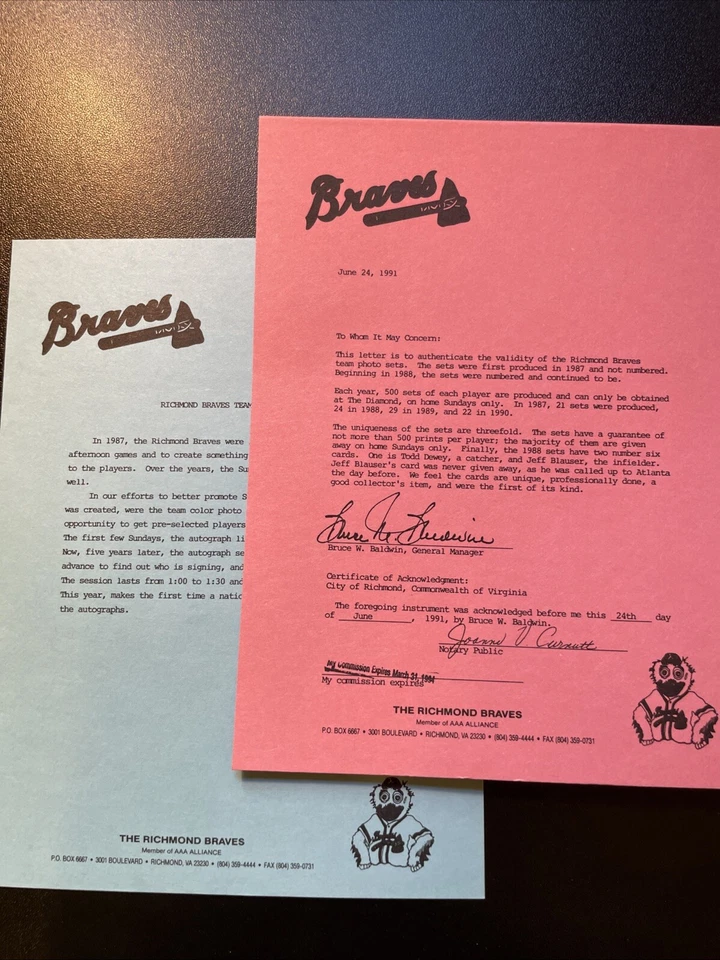 Braves
June 24, 1991
To Whom It May Concern:
This letter is to authenticate the validity of the Richmond Braves
team photo sets. The sets were first produced in 1987 and not numbered.
Beginning in 1988, the sets were numbered and continued to be.
Each year, 500 sets of each player are produced and can only be obtained
at The Diamond, on home Sundays only. In 1987, 21 sets were produced,
24 in 1988, 29 in 1989, and 22 in 1990.
The uniqueness of the sets are threefold. The sets have a guarantee of
not more than 500 prints per player; the majority of them are given
away on home Sundays only. Finally, the 1988 sets have two number six
cards. One is Todd Dewey, a catcher, and Jeff Blauser, the infielder.
Jeff Blauser's card was never given away, as he was called up to Atlanta
the day before. We feel the cards are unique, professionally done, a
good collector's item, and were the first of its kind.
Bruce W. Baldwin
Bruce W. Baldwin, General Manager
Certificate of Acknowledgment:
City of Richmond, Commonwealth of Virginia
The foregoing instrument was acknowledged before me this 24th day
of June, 1991, by Bruce W. Baldwin.
Joanne V Curnutt
Notary Public
My Commission Expires March 31, 1994
My commission expires
THE RICHMOND BRAVES
Member of AAA ALLIANCE
P.O. BOX 6667 • 3001 BOULEVARD • RICHMOND, VA 23230 • (804) 359-4444 • FAX (804) 359-0731
Braves
RICHMOND BRAVES TEAM
In 1987, the Richmond Braves were
afternoon games and to create something
to the players. Over the years, the Su
well.
In our efforts to better promote S
was created, were the team color photo
opportunity to get pre-selected players
The first few Sundays, the autograph li
Now, five years later, the autograph se
advance to find out who is signing, and
The session lasts from 1:00 to 1:30 and
This year, makes the first time a natio
the autographs.
THE RICHMOND BRAVES
Member of AAA ALLIANCE
P.O. BOX 6667 • 3001 BOULEVARD • RICHMOND, VA 23230 • (804) 359-4444 • FAX (804) 359-0731